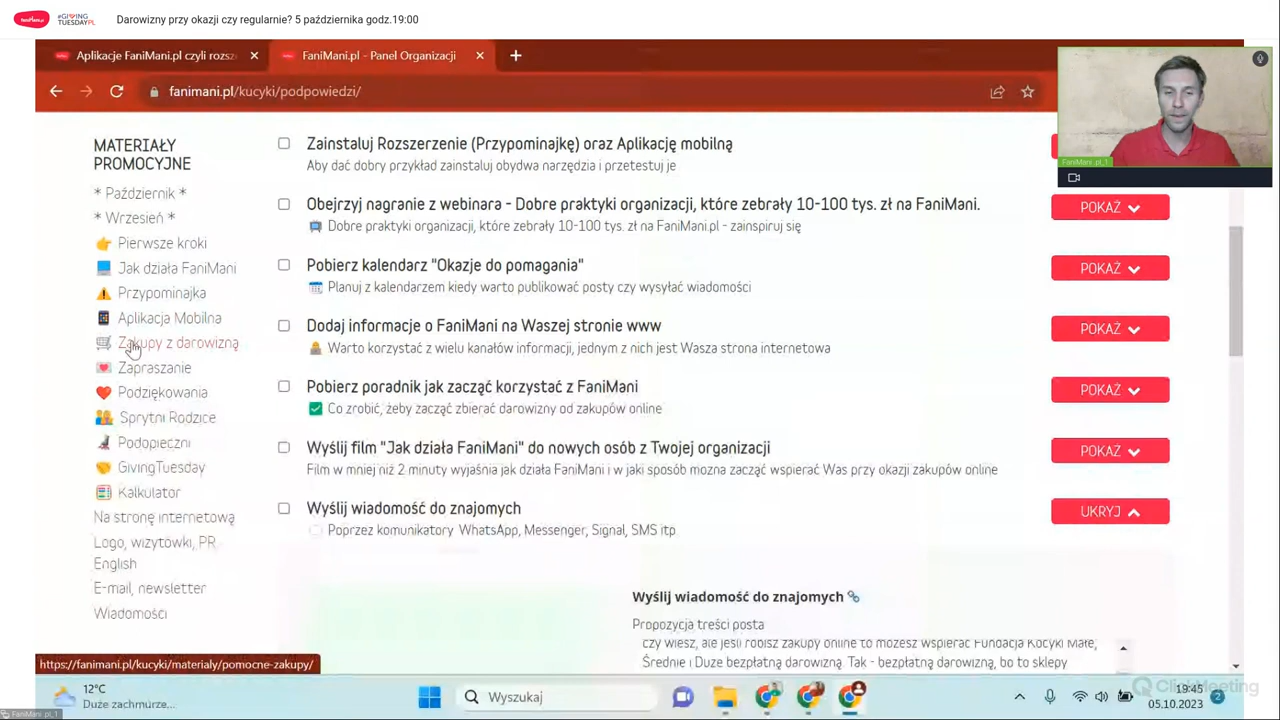 FaniMani.pl
#GIVING
TUESDAYPL
Darowizny przy okazji czy regularnie? 5 października godz.19:00
Aplikacje FaniMani.pl czyli rozsz
FaniMani.pl - Panel Organizacji
fanimani.pl/kucyki/podpowiedzi/
FaniMani.pl_1
MATERIAŁY
PROMOCYJNE
* Październik *
* Wrzesień *
Pierwsze kroki
Jak działa FaniMani
Przypominajka
Aplikacja Mobilna
Zakupy z darowizną
Zapraszanie
Podziękowania
Sprytni Rodzice
Podopieczni
GivingTuesday
Kalkulator
Na stronę internetową
Logo, wizytówki, PR
English
E-mail, newsletter
Wiadomości
Zainstaluj Rozszerzenie (Przypominajkę) oraz Aplikację mobilną
Aby dać dobry przykład zainstaluj obydwa narzędzia i przetestuj je
Obejrzyj nagranie z webinara - Dobre praktyki organizacji, które zebrały 10-100 tys. zł na FaniMani.
Dobre praktyki organizacji, które zebrały 10-100 tys. zł na FaniMani.pl - zainspiruj się
POKAŻ
Pobierz kalendarz "Okazje do pomagania"
Planuj z kalendarzem kiedy warto publikować posty czy wysyłać wiadomości
POKAŻ
Dodaj informacje o FaniMani na Waszej stronie www
Warto korzystać z wielu kanałów informacji, jednym z nich jest Wasza strona internetowa
POKAŻ
Pobierz poradnik jak zacząć korzystać z FaniMani
Co zrobić, żeby zacząć zbierać darowizny od zakupów online
POKAŻ
Wyślij film "Jak działa FaniMani" do nowych osób z Twojej organizacji
Film w mniej niż 2 minuty wyjaśnia jak działa FaniMani i w jaki sposób można zacząć wspierać Was przy okazji zakupów online
POKAŻ
Wyślij wiadomość do znajomych
Poprzez komunikatory WhatsApp, Messenger, Signal, SMS itp
UKRYJ
Wyślij wiadomość do znajomych
Propozycja treści posta
czy wiesz, ale jeśli robisz zakupy online to możesz wspierać Fundacja Kocyki Małe,
Średnie i Duże bezpłatną darowizną. Tak - bezpłatną darowizną, bo to sklepy
https://fanimani.pl/kucyki/materialy/pomocne-zakupy/
12°C
Duże zachmurze...
Wyszukaj
ClickMeeting
19:45
05.10.2023
2
FaniMani.pl_1